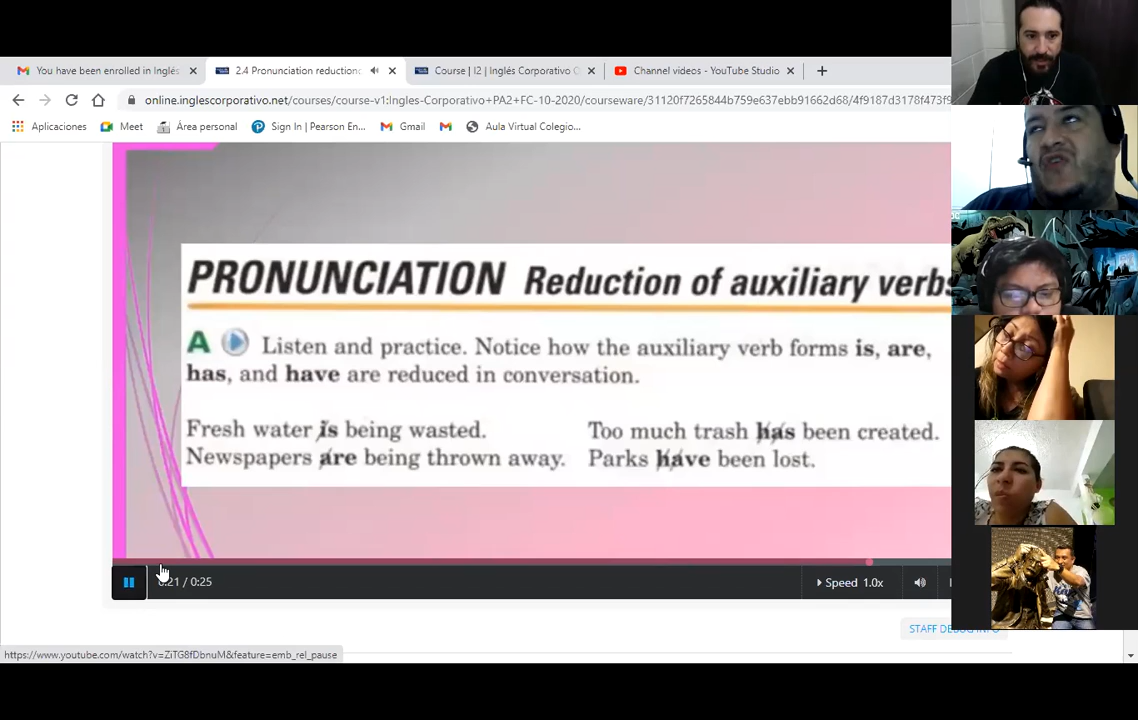 You have been enrolled in Inglés
2.4 Pronunciation reduction
Course | I2 | Inglés Corporativo
Channel videos - YouTube Studio
online.inglescorporativo.net/courses/course-v1:Ingles-Corporativo+PA2+FC-10-2020/courseware/31120f7265844b759e637ebb91662d68/4f9187d3178f473f9
Aplicaciones Meet Área personal Sign In | Pearson En... Gmail Aula Virtual Colegio...
PRONUNCIATION Reduction of auxiliary verbs
A Listen and practice. Notice how the auxiliary verb forms is, are,
has, and have are reduced in conversation.
Fresh water is being wasted.
Newspapers are being thrown away.
Too much trash has been created.
Parks have been lost.
0:21 / 0:25
Speed 1.0x
STAFF DEBUG INFO
https://www.youtube.com/watch?v=ZiTG8fDbnuM&feature=emb_rel_pause